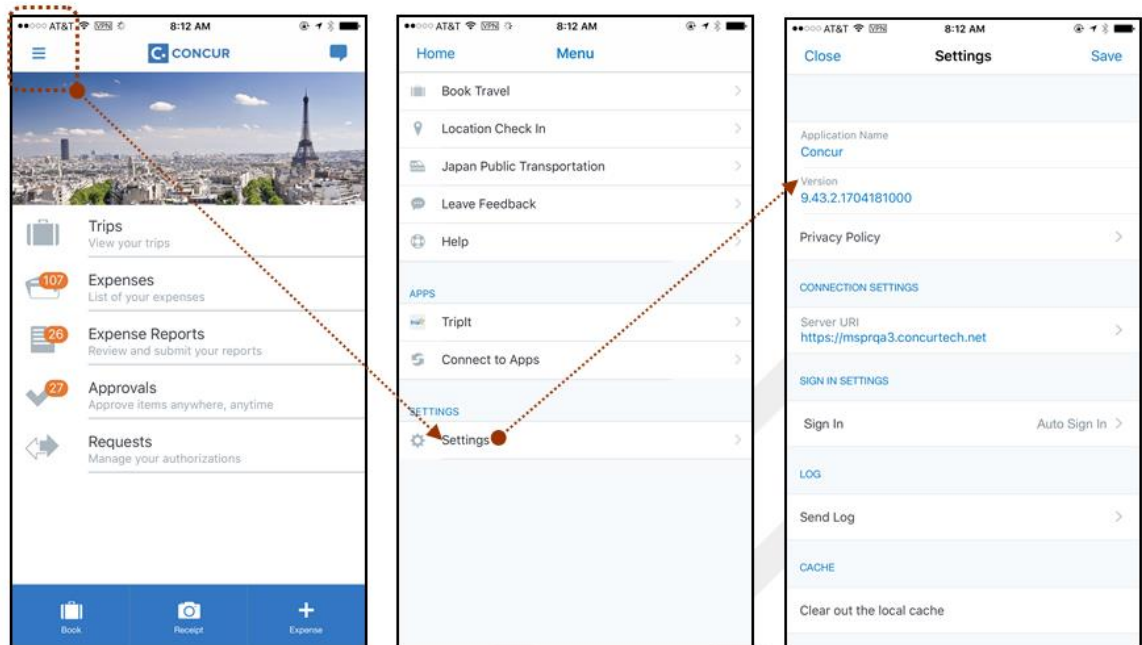 AT&T VPN 8:12 AM
C. CONCUR
Trips
View your trips
107
Expenses
List of your expenses
26
Expense Reports
Review and submit your reports
27
Approvals
Approve items anywhere, anytime
Requests
Manage your authorizations
Book Receipt Expense
AT&T VPN 8:12 AM
Home Menu
Book Travel
Location Check In
Japan Public Transportation
Leave Feedback
Help
APPS
TripIt
Connect to Apps
SETTINGS
Settings
AT&T VPN 8:12 AM
Close Settings Save
Application Name
Concur
Version
9.43.2.1704181000
Privacy Policy
CONNECTION SETTINGS
Server URI
https://msprqa3.concurtech.net
SIGN IN SETTINGS
Sign In Auto Sign In
LOG
Send Log
CACHE
Clear out the local cache